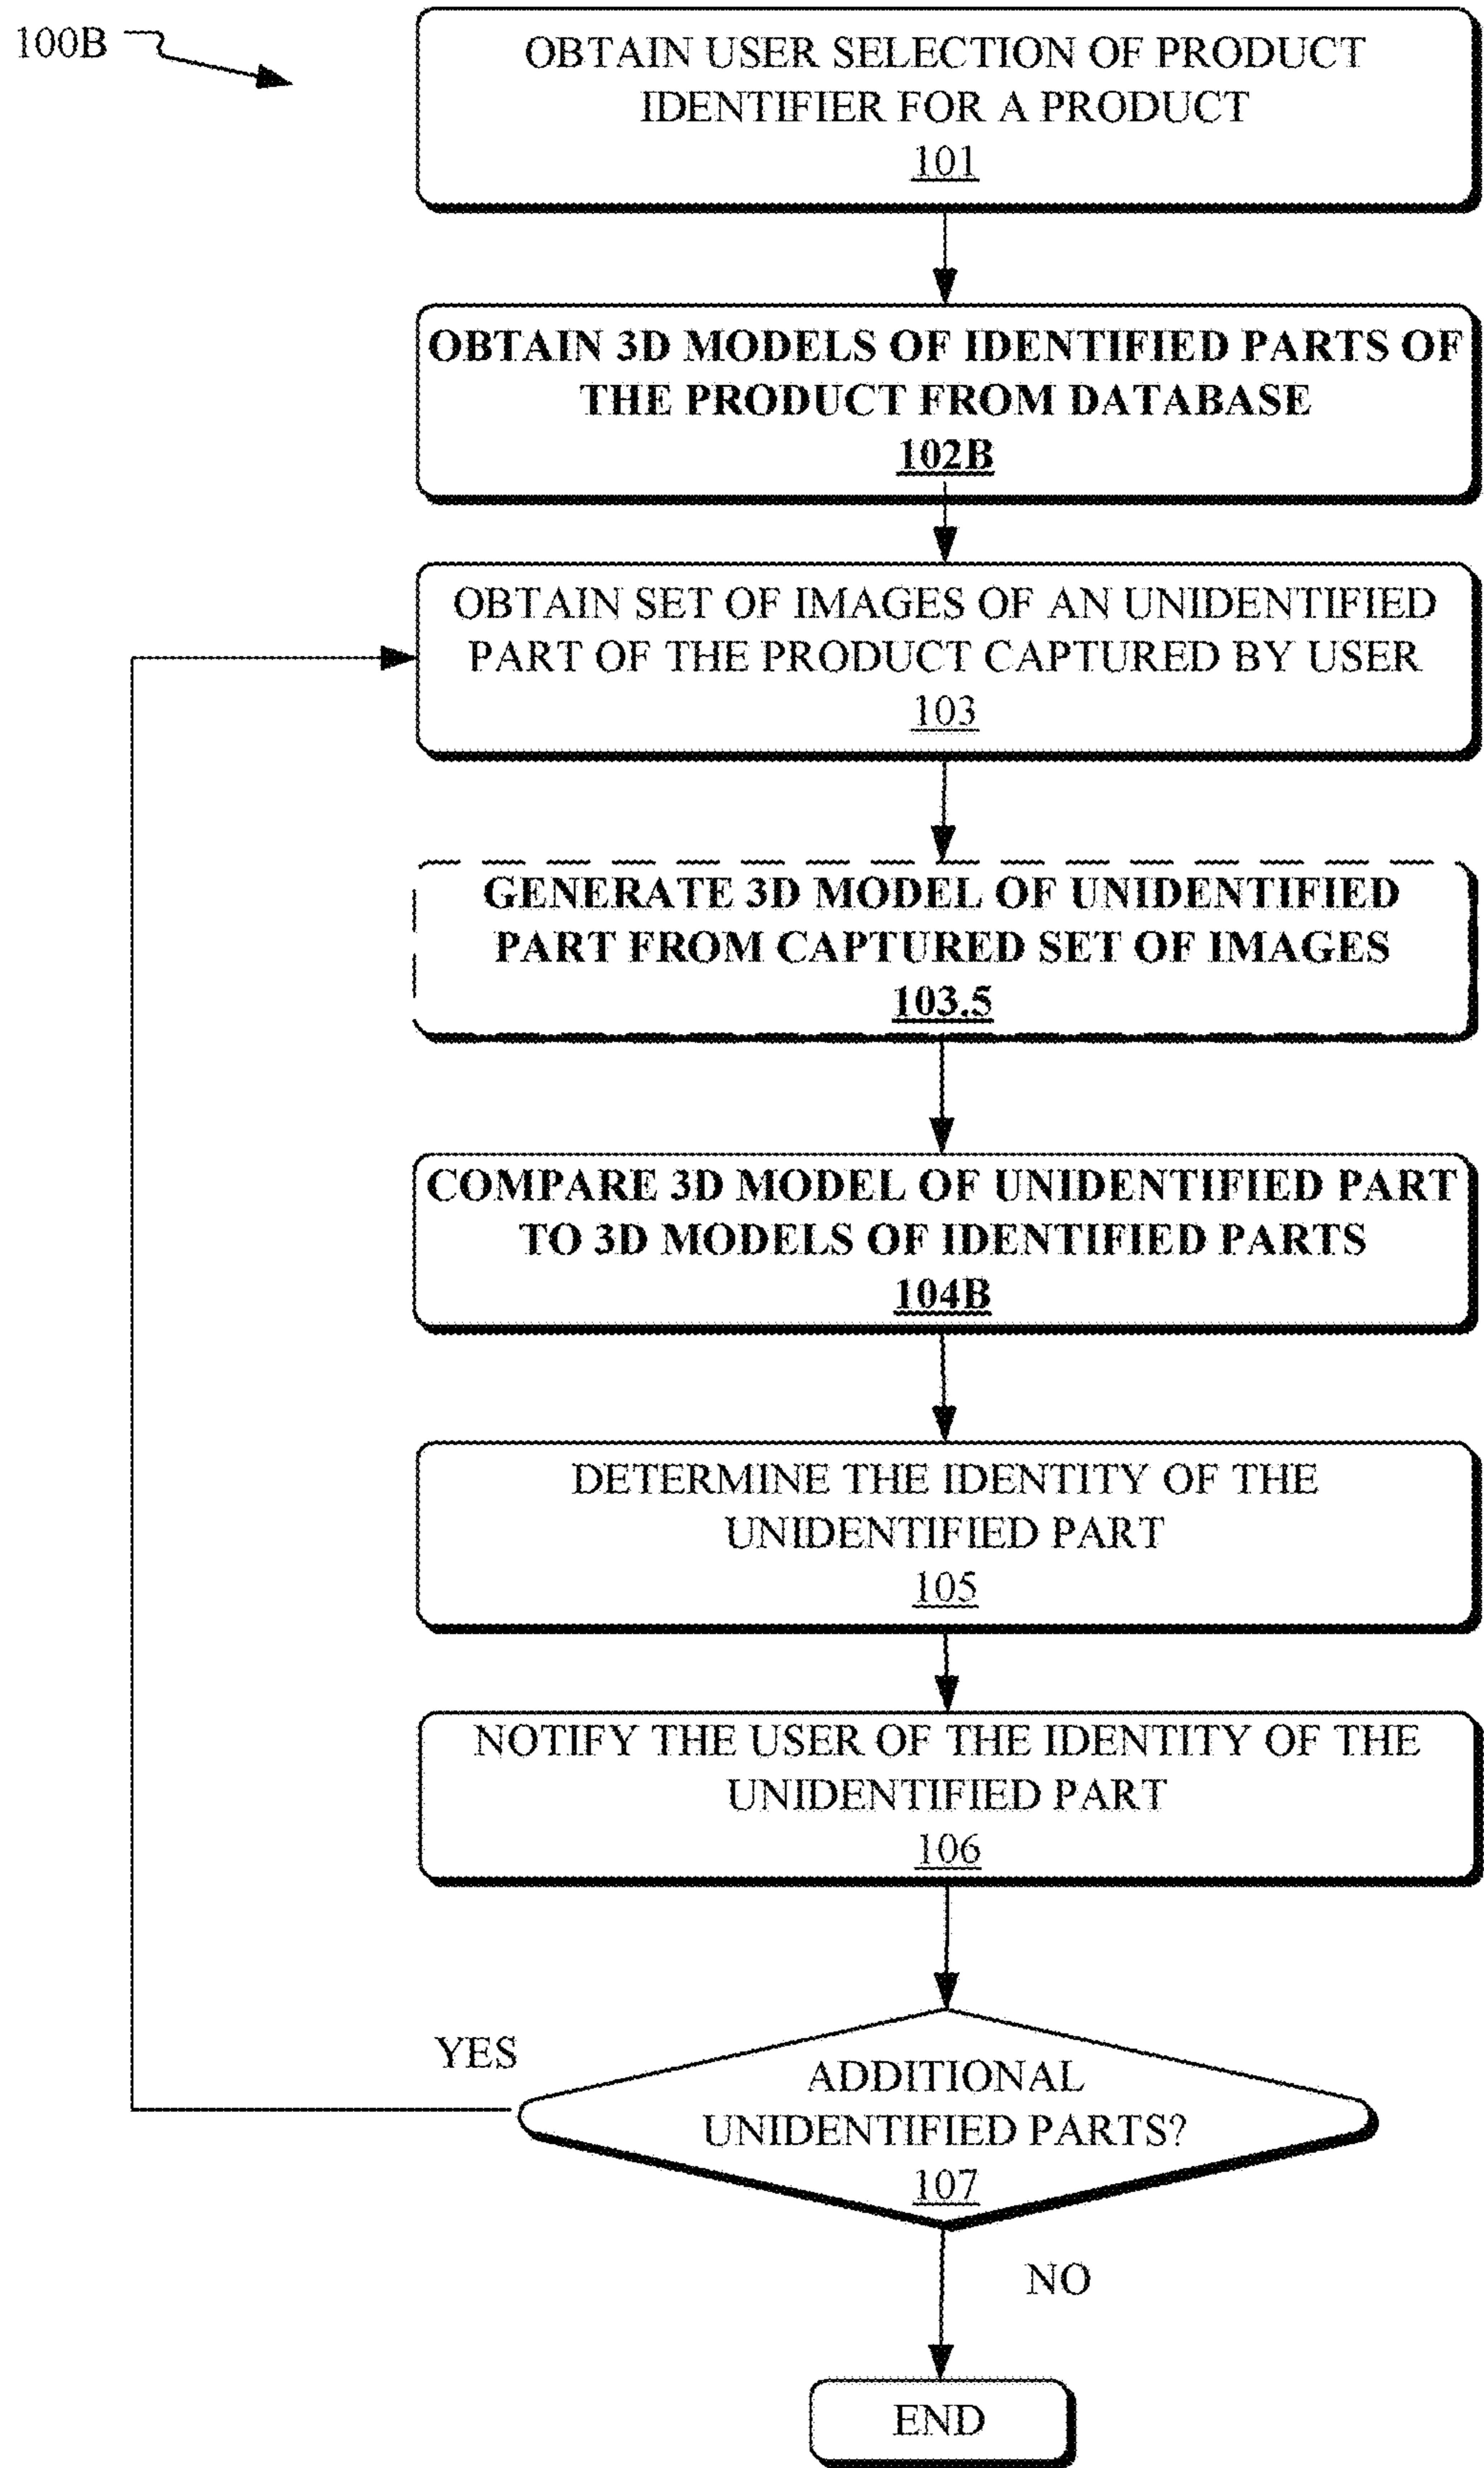 100B
OBTAIN USER SELECTION OF PRODUCT
IDENTIFIER FOR A PRODUCT
101
OBTAIN 3D MODELS OF IDENTIFIED PARTS OF
THE PRODUCT FROM DATABASE
102B
OBTAIN SET OF IMAGES OF AN UNIDENTIFIED
PART OF THE PRODUCT CAPTURED BY USER
103
GENERATE 3D MODEL OF UNIDENTIFIED
PART FROM CAPTURED SET OF IMAGES
103.5
COMPARE 3D MODEL OF UNIDENTIFIED PART
TO 3D MODELS OF IDENTIFIED PARTS
104B
DETERMINE THE IDENTITY OF THE
UNIDENTIFIED PART
105
NOTIFY THE USER OF THE IDENTITY OF THE
UNIDENTIFIED PART
106
YES
ADDITIONAL
UNIDENTIFIED PARTS?
107
NO
END